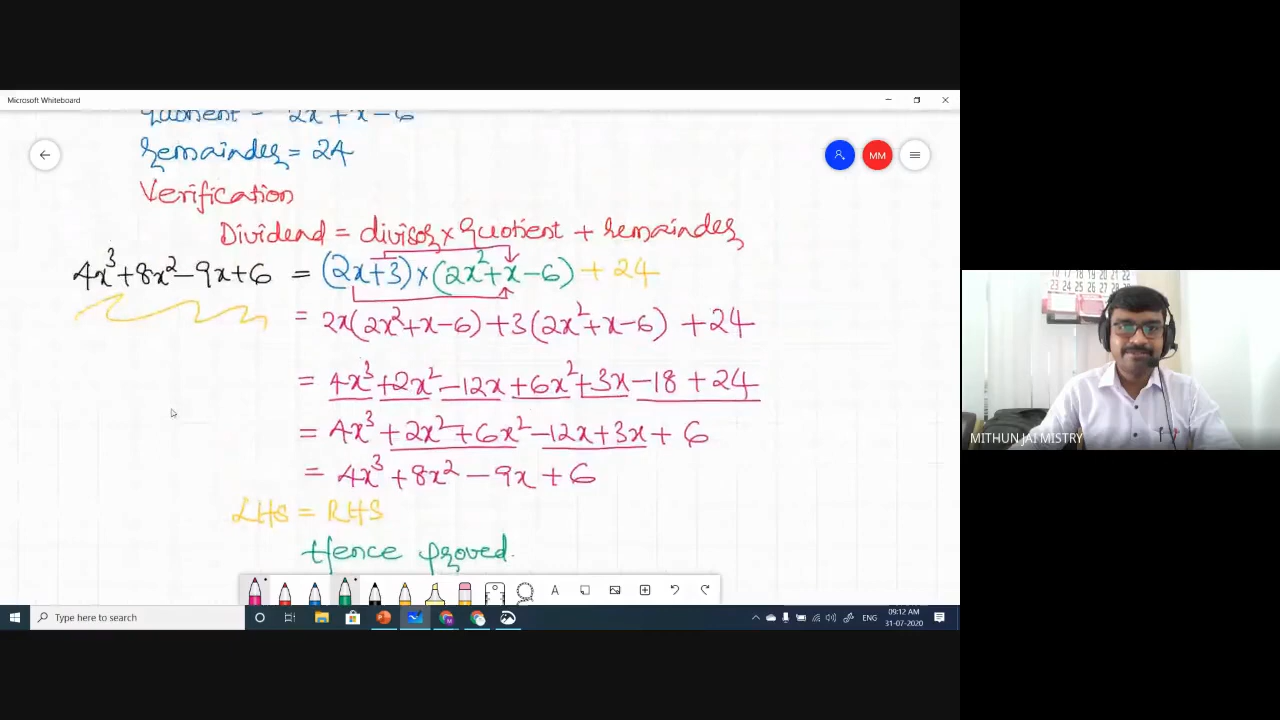 Microsoft Whiteboard
quotient = 2x² + x − 6
remainder = 24
MM
Verification
Dividend = divisor × quotient + remainder
4x³+8x²−9x+6 = (2x+3)×(2x²+x−6) + 24
= 2x(2x²+x−6)+3(2x²+x−6) +24
= 4x³+2x²−12x+6x²+3x−18+24
= 4x³+2x²+6x²−12x+3x+6
= 4x³+8x²−9x+6
LHS = RHS
Hence proved.
A
Type here to search
ENG
09:12 AM
31-07-2020
MITHUN JAI MISTRY